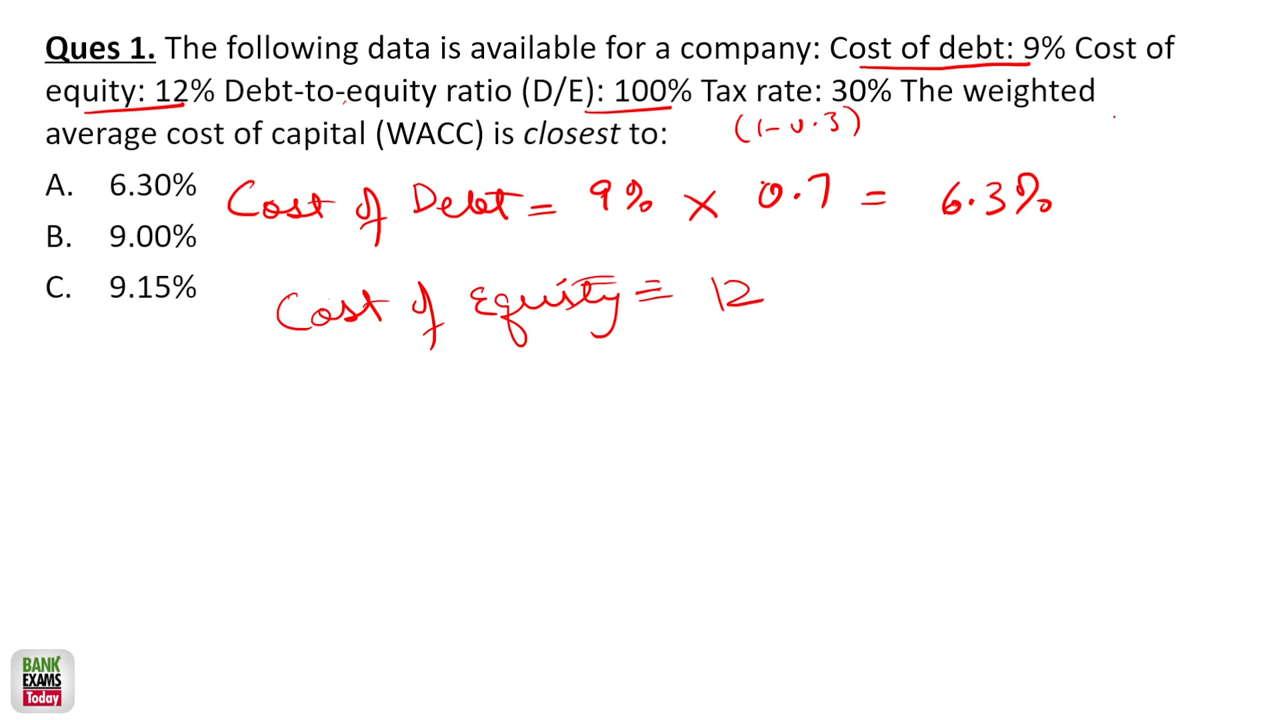 Ques 1. The following data is available for a company: Cost of debt: 9% Cost of
equity: 12% Debt-to-equity ratio (D/E): 100% Tax rate: 30% The weighted
average cost of capital (WACC) is closest to:
(1-0.3)
A. 6.30%
Cost of Debt = 9% × 0.7 = 6.3%
B. 9.00%
C. 9.15%
Cost of Equity = 12
BANK
EXAMS
Today